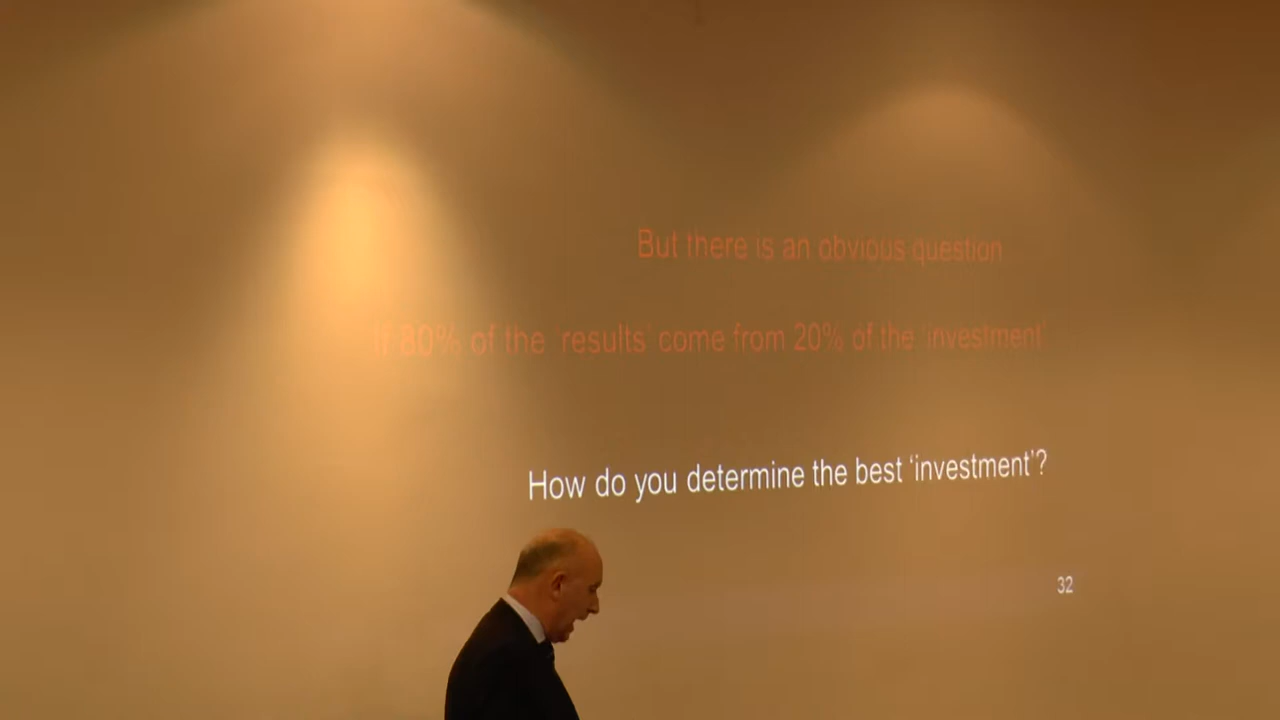 But there is an obvious question
If 80% of the 'results' come from 20% of the 'investment'
How do you determine the best ‘investment’?
32